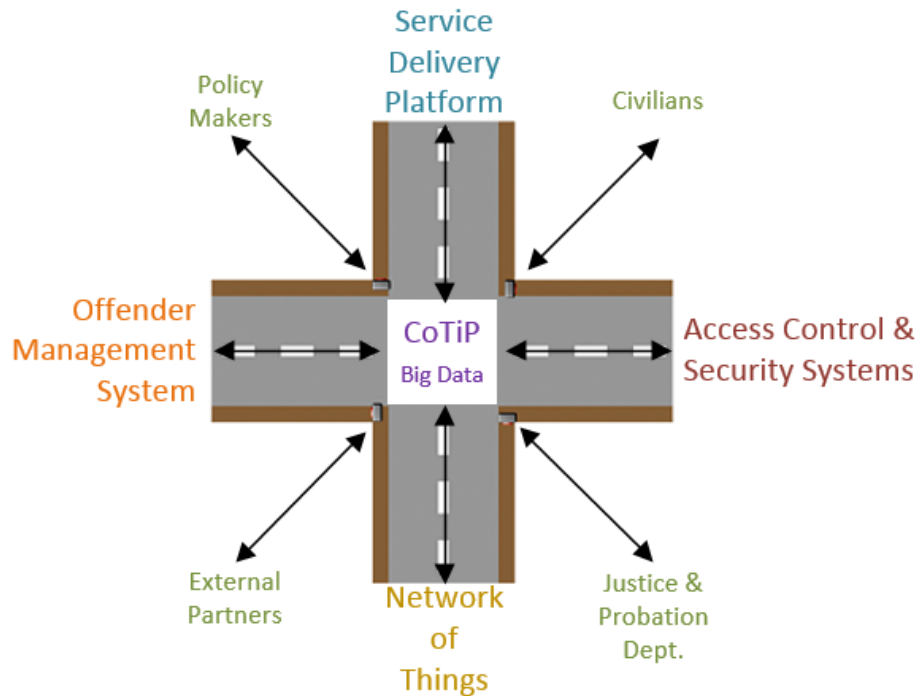 Service
Delivery
Platform
Policy
Makers
Civilians
Offender
Management
System
CoTiP
Big Data
Access Control &
Security Systems
External
Partners
Network
of
Things
Justice &
Probation
Dept.